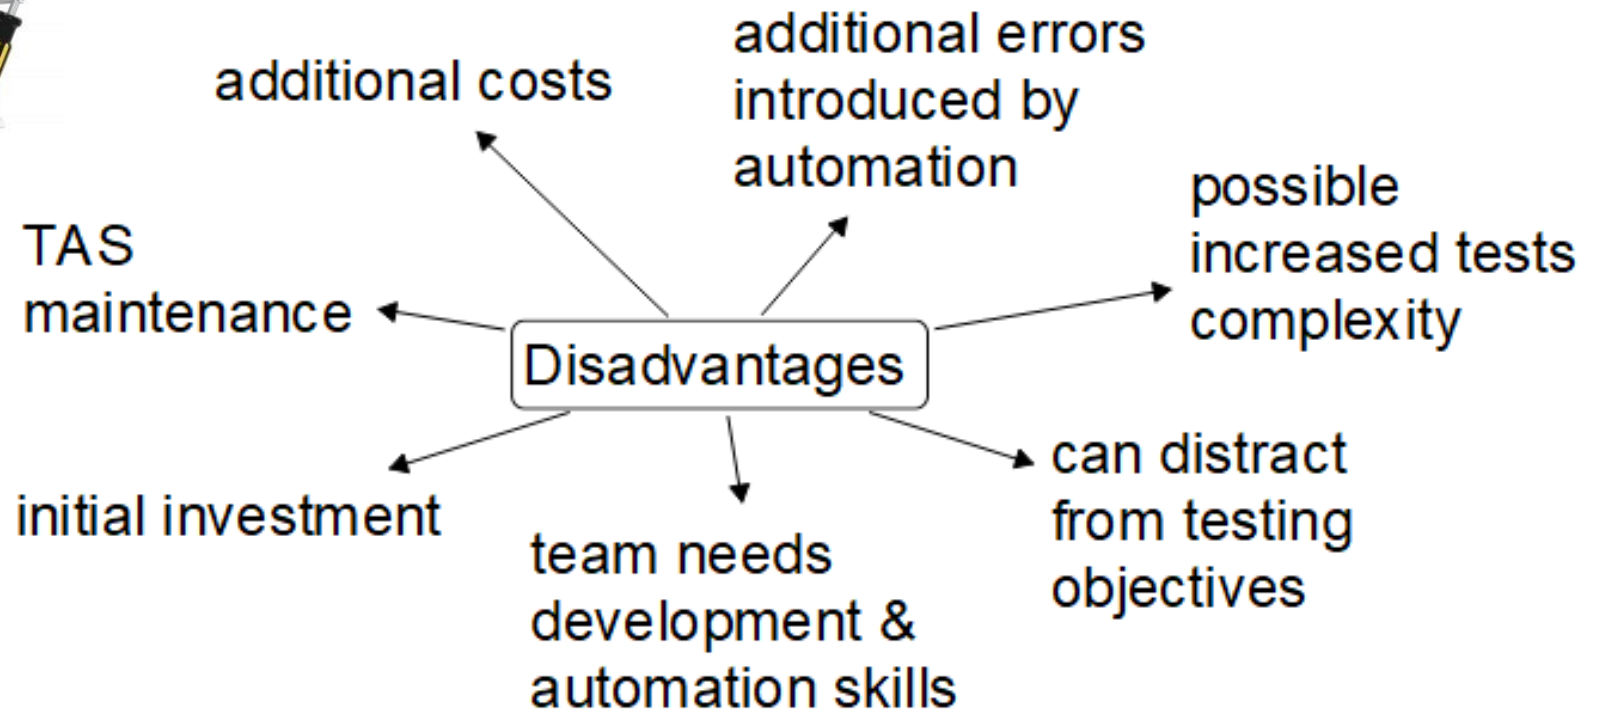 additional costs
additional errors
introduced by
automation
possible
increased tests
complexity
TAS
maintenance
Disadvantages
initial investment
team needs
development &
automation skills
can distract
from testing
objectives